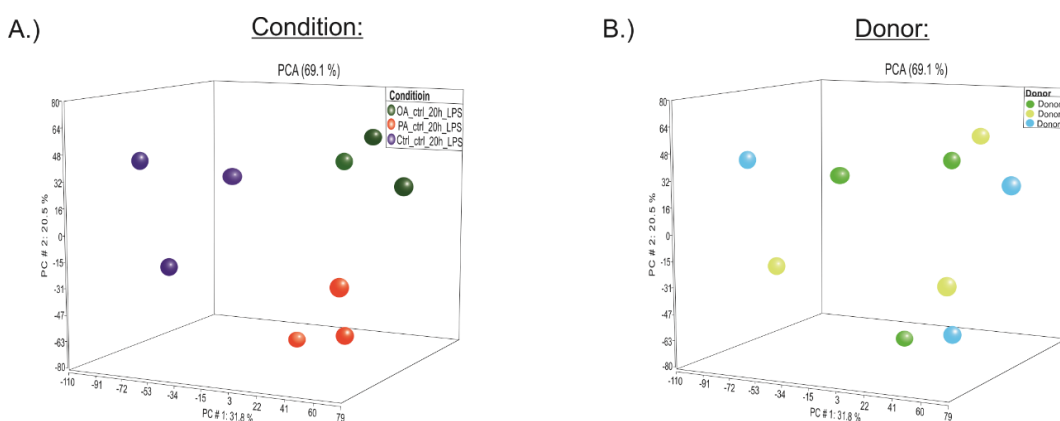 A.)
Condition:
PCA (69.1 %)
Conditioin
OA_ctrl_20h_LPS
PA_ctrl_20h_LPS
Ctrl_ctrl_20h_LPS
80
64
48
32
16
0
-15
-31
-47
-63
-80
PC # 2: 20.5 %
-110 -91 -72 -53 -34 -15 3 22 41 60 79
PC # 1: 31.8 %
B.)
Donor:
PCA (69.1 %)
Donor
Donor
Donor
Donor
80
64
48
32
16
0
-15
-31
-47
-63
-80
PC # 2: 20.5 %
-110 -91 -72 -53 -34 -15 3 22 41 60 79
PC # 1: 31.8 %